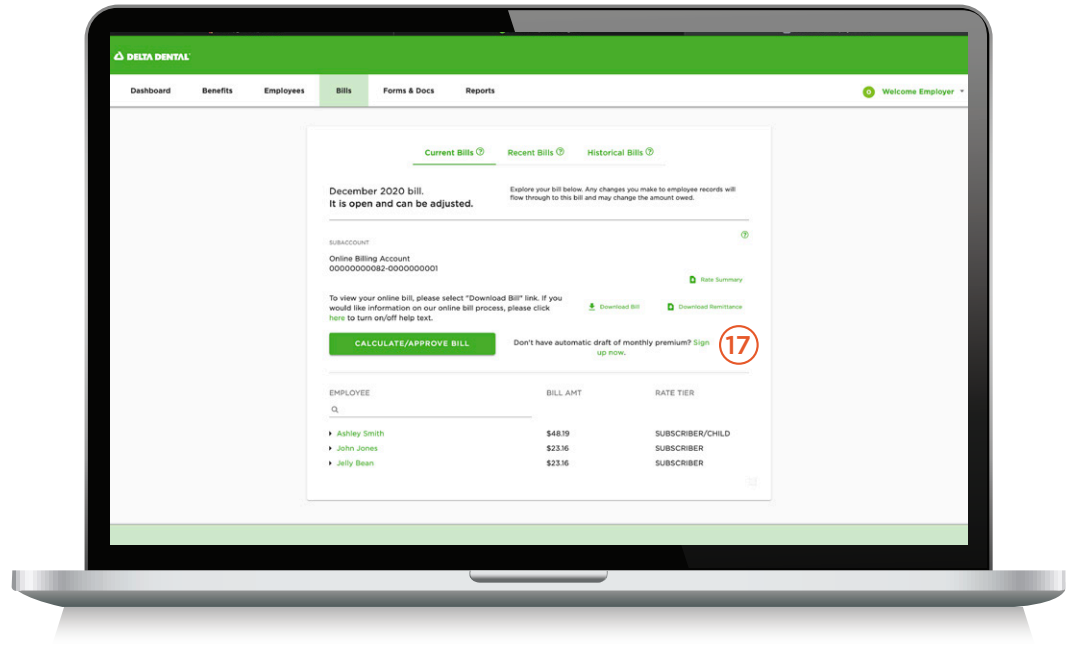 DELTA DENTAL
Dashboard Benefits Employees Bills Forms & Docs Reports Welcome Employer
Current Bills Recent Bills Historical Bills
December 2020 bill.
It is open and can be adjusted.
Explore your bill below. Any changes you make to employee records will
flow through to this bill and may change the amount owed.
SUBACCOUNT
Online Billing Account
00000000082-0000000001
Rate Summary
To view your online bill, please select "Download Bill" link. If you
would like information on our online bill process, please click
here to turn on/off help text.
Download Bill Download Remittance
CALCULATE/APPROVE BILL
Don't have automatic draft of monthly premium? Sign
up now.
17
EMPLOYEE BILL AMT RATE TIER
Ashley Smith $48.19 SUBSCRIBER/CHILD
John Jones $23.16 SUBSCRIBER
Jelly Bean $23.16 SUBSCRIBER